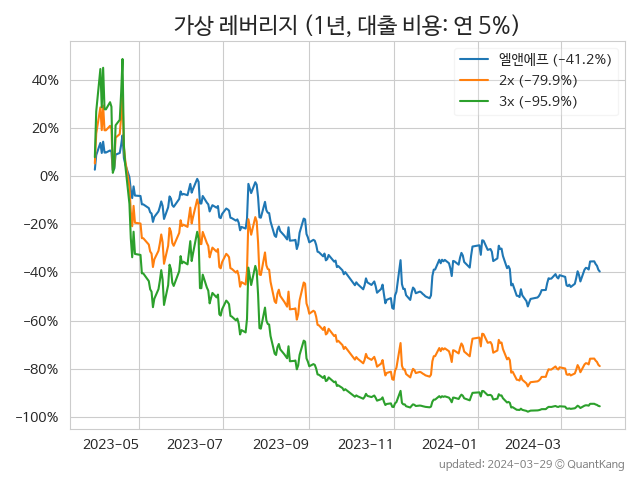 가상 레버리지 (1년, 대출 비용: 연 5%)
엘앤에프 (−41.2%)
2x (−79.9%)
3x (−95.9%)
40%
20%
0%
−20%
−40%
−60%
−80%
−100%
2023-05 2023-07 2023-09 2023-11 2024-01 2024-03
updated: 2024-03-29 © QuantKang